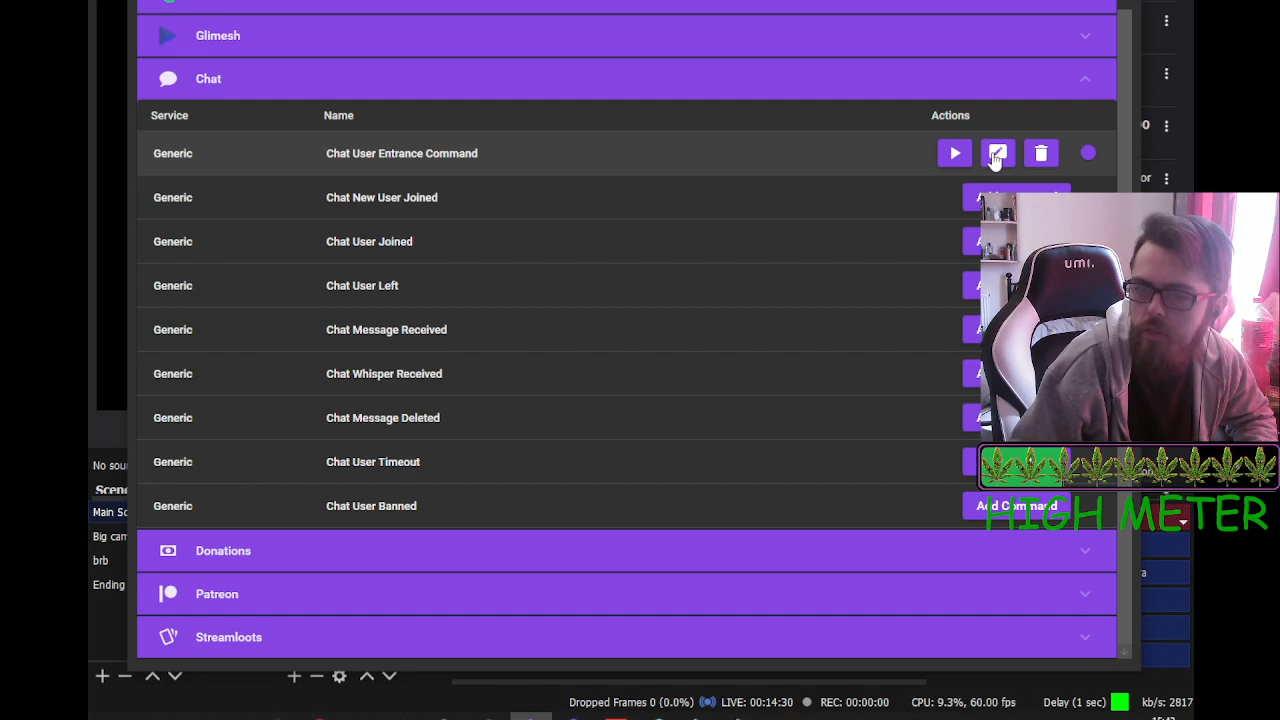 Glimesh
Chat
Service Name Actions
Generic Chat User Entrance Command
Generic Chat New User Joined
Generic Chat User Joined
Generic Chat User Left
Generic Chat Message Received
Generic Chat Whisper Received
Generic Chat Message Deleted
Generic Chat User Timeout
Generic Chat User Banned Add Command
Donations
Patreon
Streamloots
umi.
HIGH METER
No sou
Scene
Main Sc
Big cam
brb
Ending
Dropped Frames 0 (0.0%) LIVE: 00:14:30 REC: 00:00:00 CPU: 9.3%, 60.00 fps Delay (1 sec) kb/s: 2817